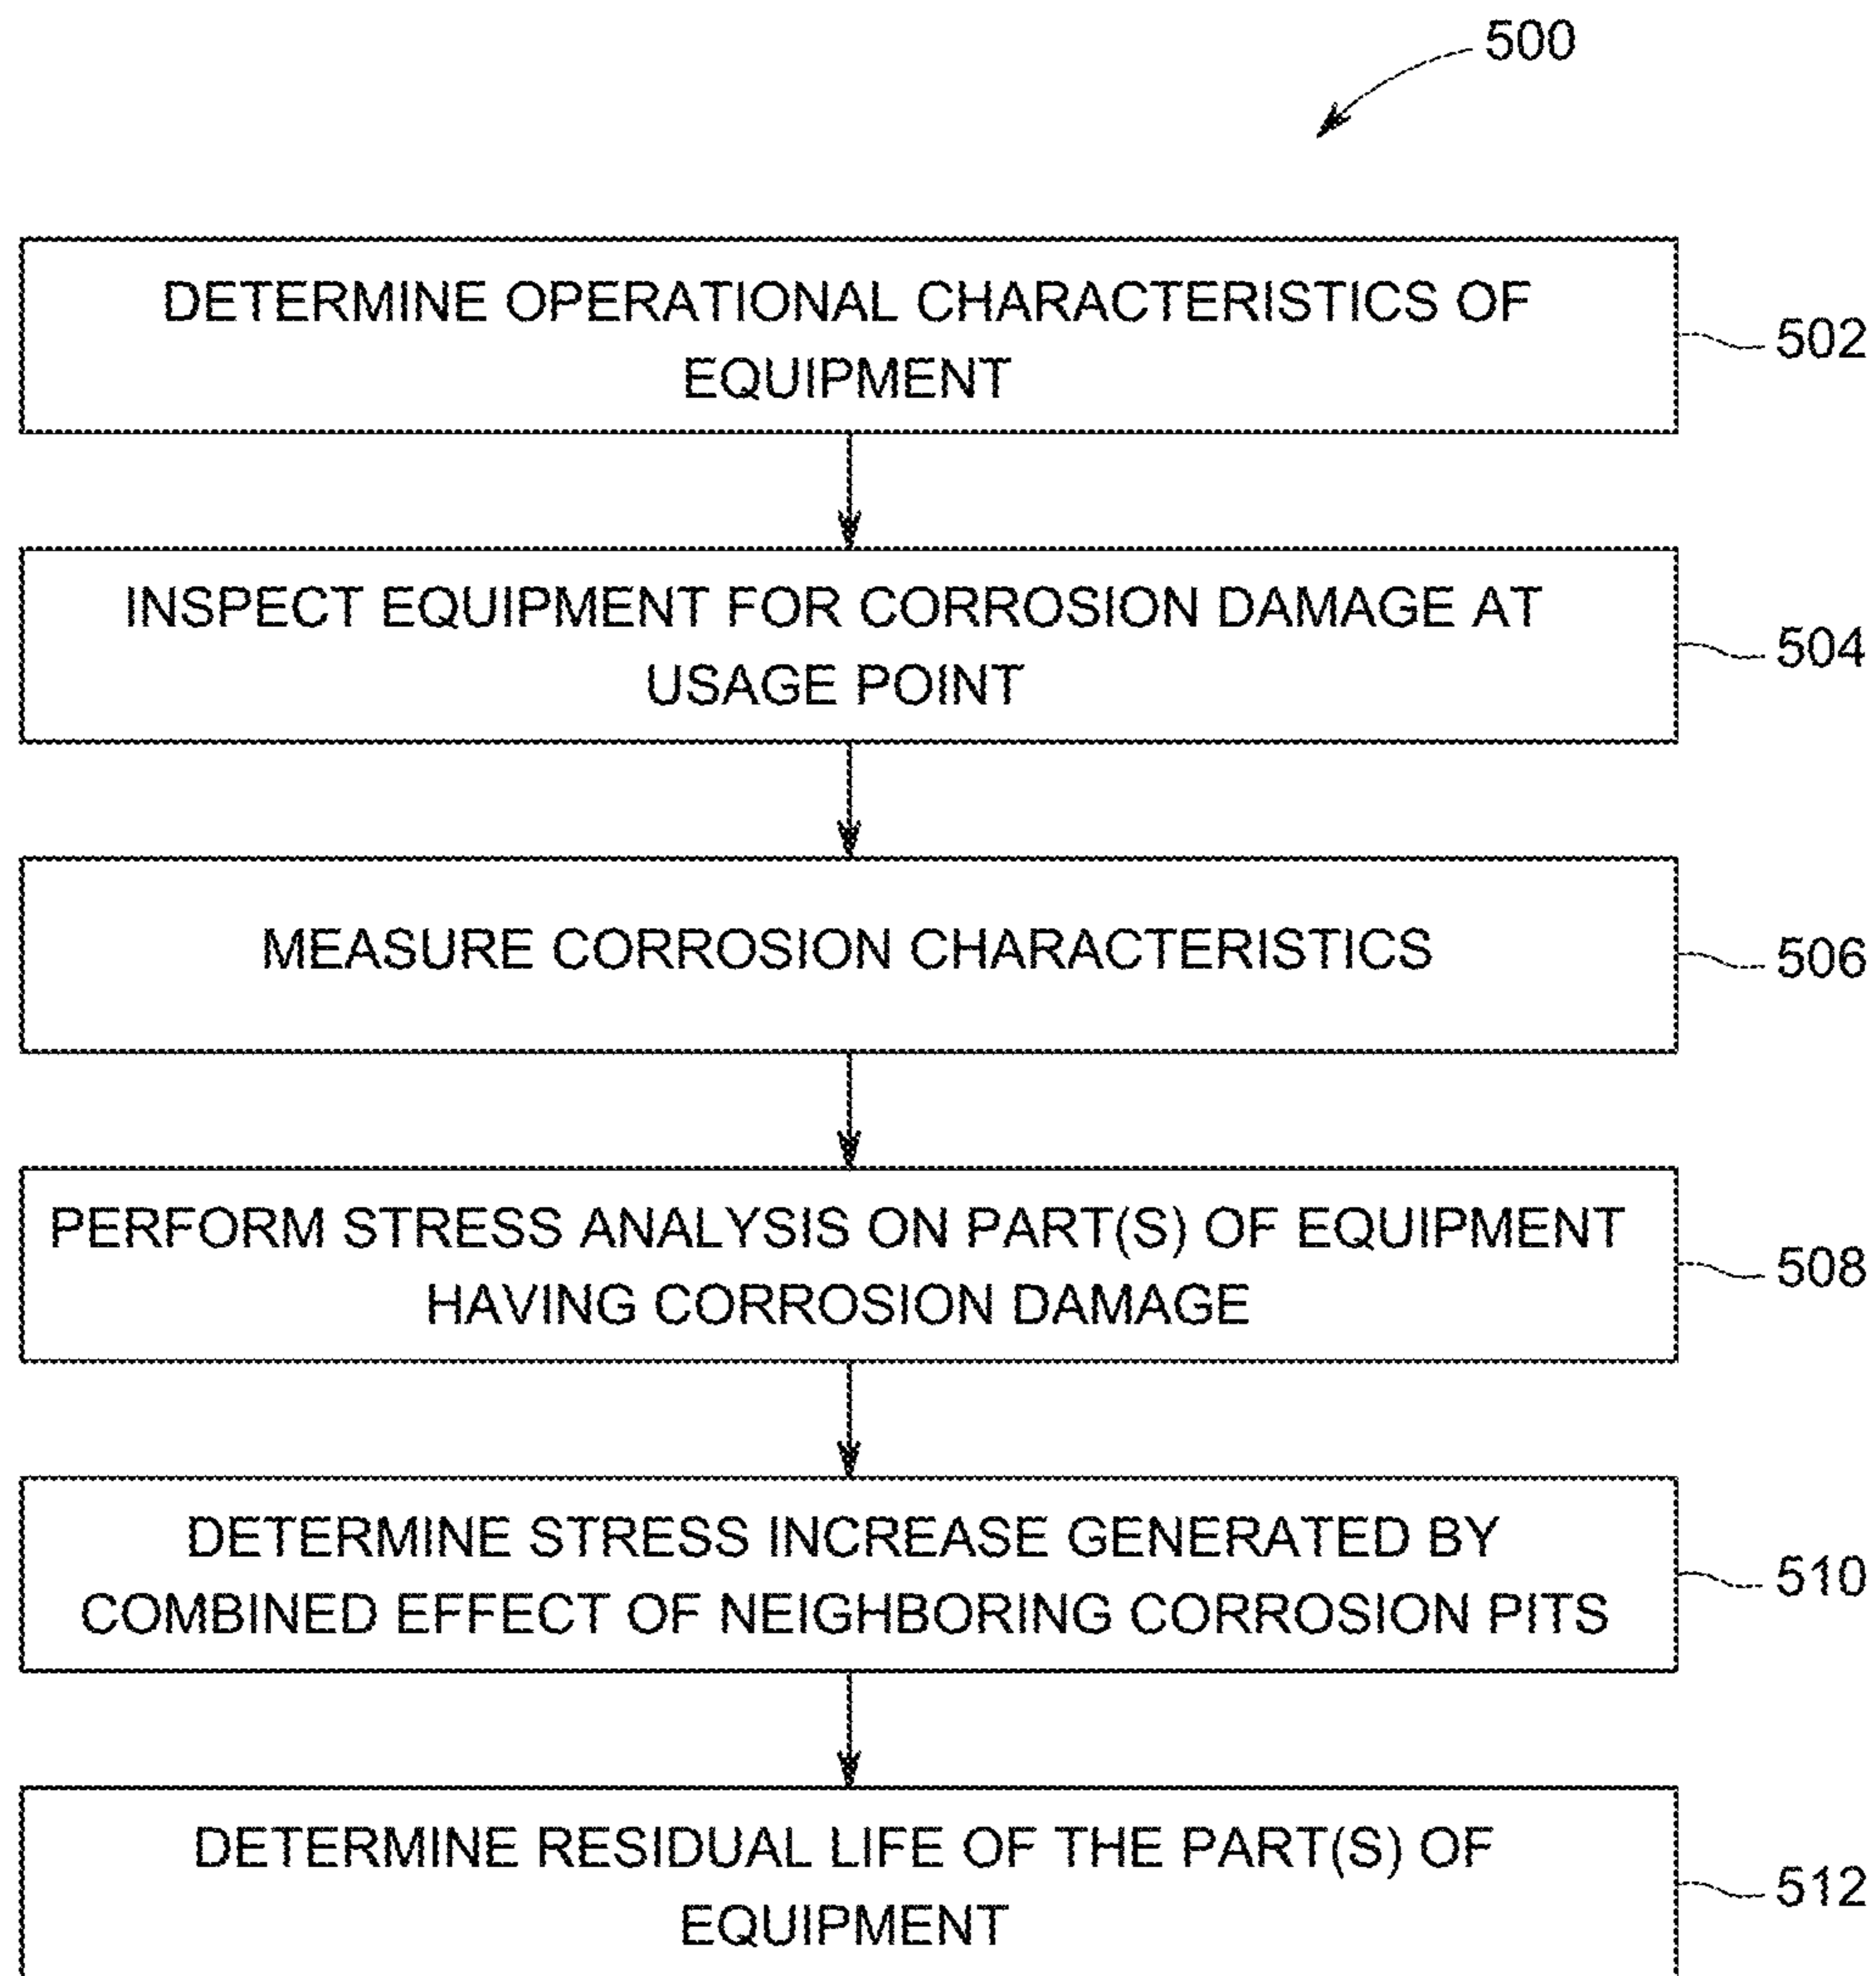 500
DETERMINE OPERATIONAL CHARACTERISTICS OF
EQUIPMENT
502
INSPECT EQUIPMENT FOR CORROSION DAMAGE AT
USAGE POINT
504
MEASURE CORROSION CHARACTERISTICS
506
PERFORM STRESS ANALYSIS ON PART(S) OF EQUIPMENT
HAVING CORROSION DAMAGE
508
DETERMINE STRESS INCREASE GENERATED BY
COMBINED EFFECT OF NEIGHBORING CORROSION PITS
510
DETERMINE RESIDUAL LIFE OF THE PART(S) OF
EQUIPMENT
512